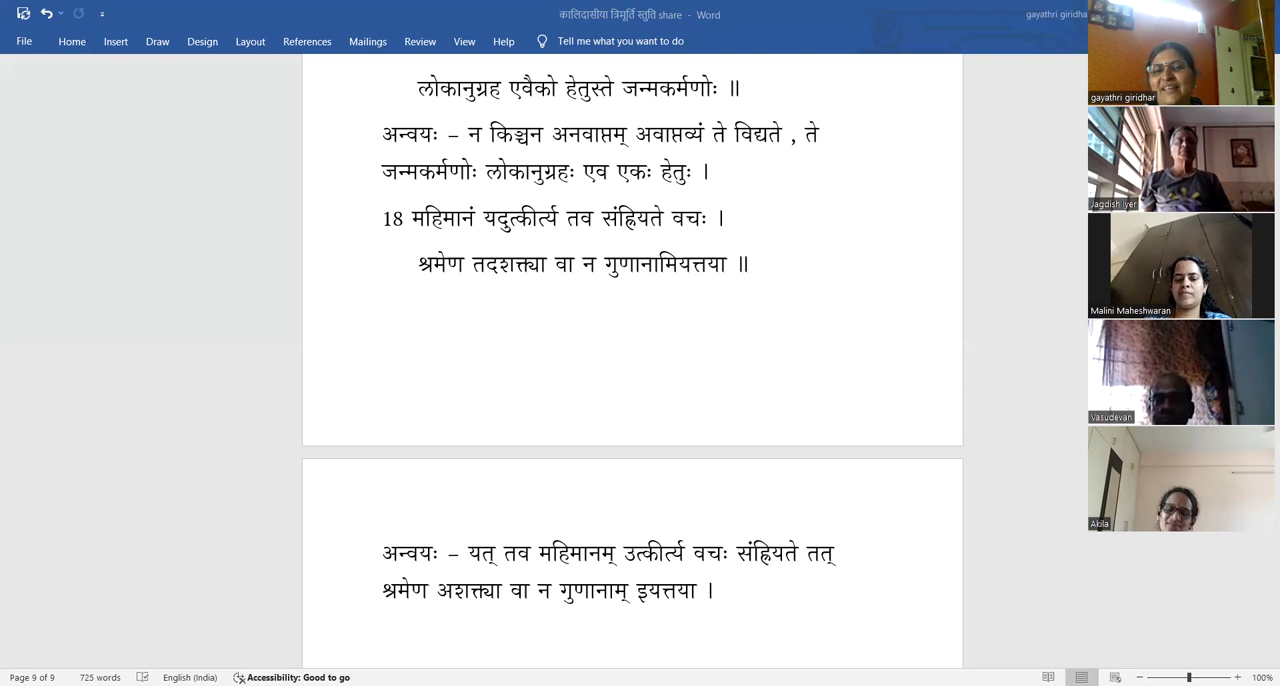 कालिदासीया त्रिमूर्ति स्तुति share - Word
gayathri giridha
File Home Insert Draw Design Layout References Mailings Review View Help Tell me what you want to do
लोकानुग्रह एवैको हेतुस्ते जन्मकर्मणोः ॥
अन्वयः – न किञ्चन अनवाप्तम् अवाप्तव्यं ते विद्यते , ते
जन्मकर्मणोः लोकानुग्रहः एव एकः हेतुः ।
18 महिमानं यदुत्कीर्त्य तव संह्रियते वचः ।
श्रमेण तदशक्त्या वा न गुणानामियत्तया ॥
अन्वयः – यत् तव महिमानम् उत्कीर्त्य वचः संह्रियते तत्
श्रमेण अशक्त्या वा न गुणानाम् इयत्तया ।
gayathri giridhar
Jagdish Iyer
Malini Maheshwaran
Vasudevan
Akila
Page 9 of 9 725 words English (India) Accessibility: Good to go 100%